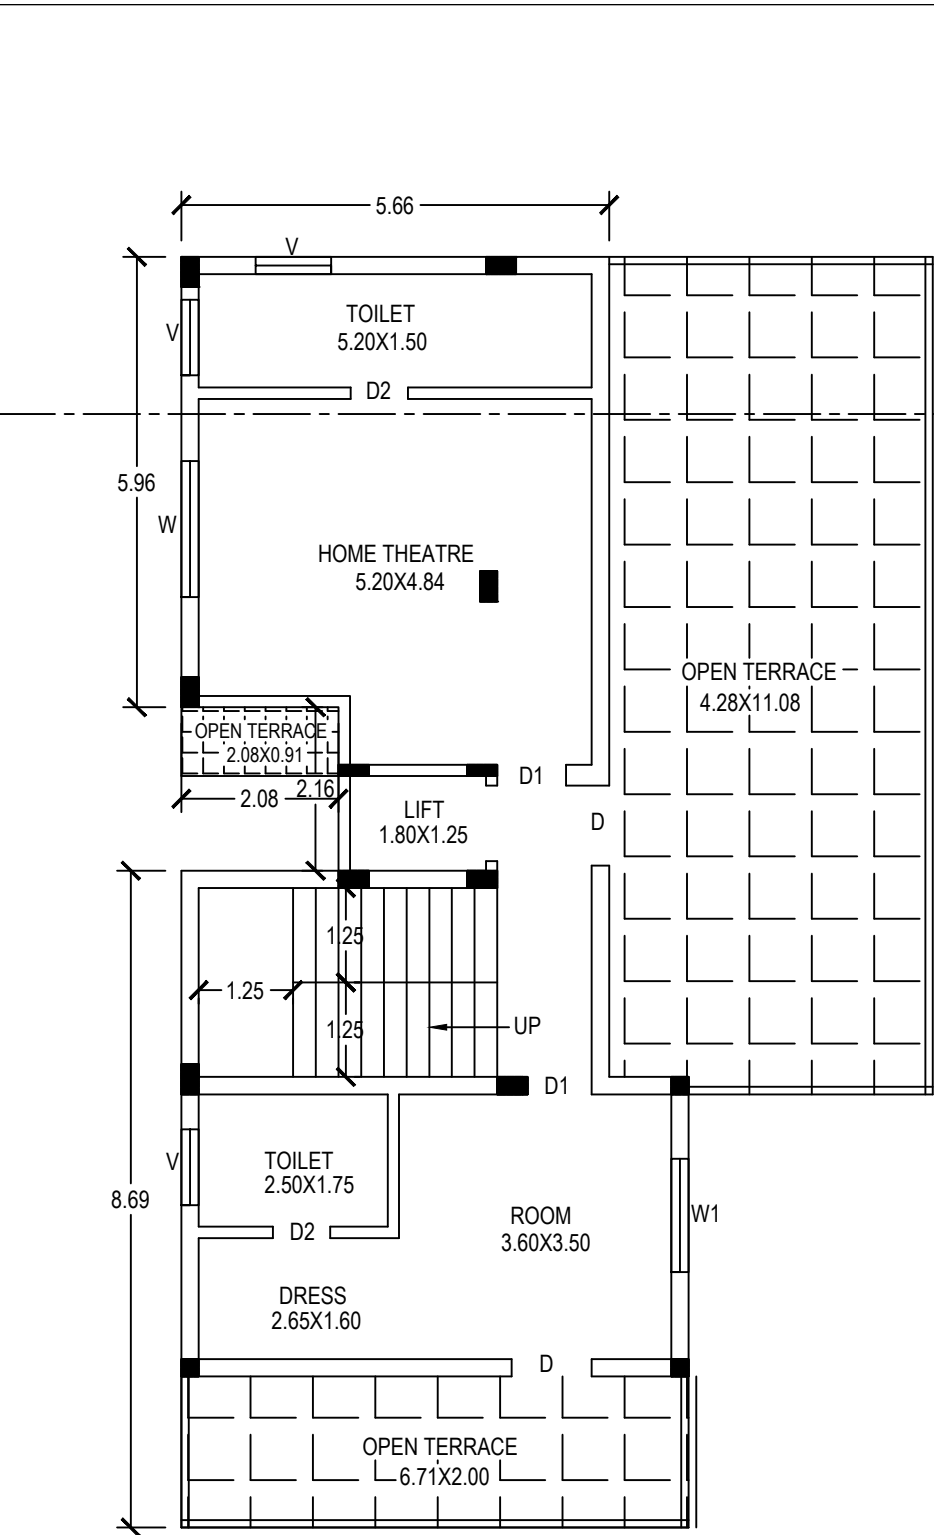 5.66
V
TOILET
5.20X1.50
V
D2
5.96
W
HOME THEATRE
5.20X4.84
OPEN TERRACE
4.28X11.08
OPEN TERRACE
2.08X0.91
D1
2.08
2.16
LIFT
1.80X1.25
D
1.25
1.25
1.25
UP
D1
V
TOILET
2.50X1.75
8.69
D2
ROOM
3.60X3.50
W1
DRESS
2.65X1.60
D
OPEN TERRACE
6.71X2.00